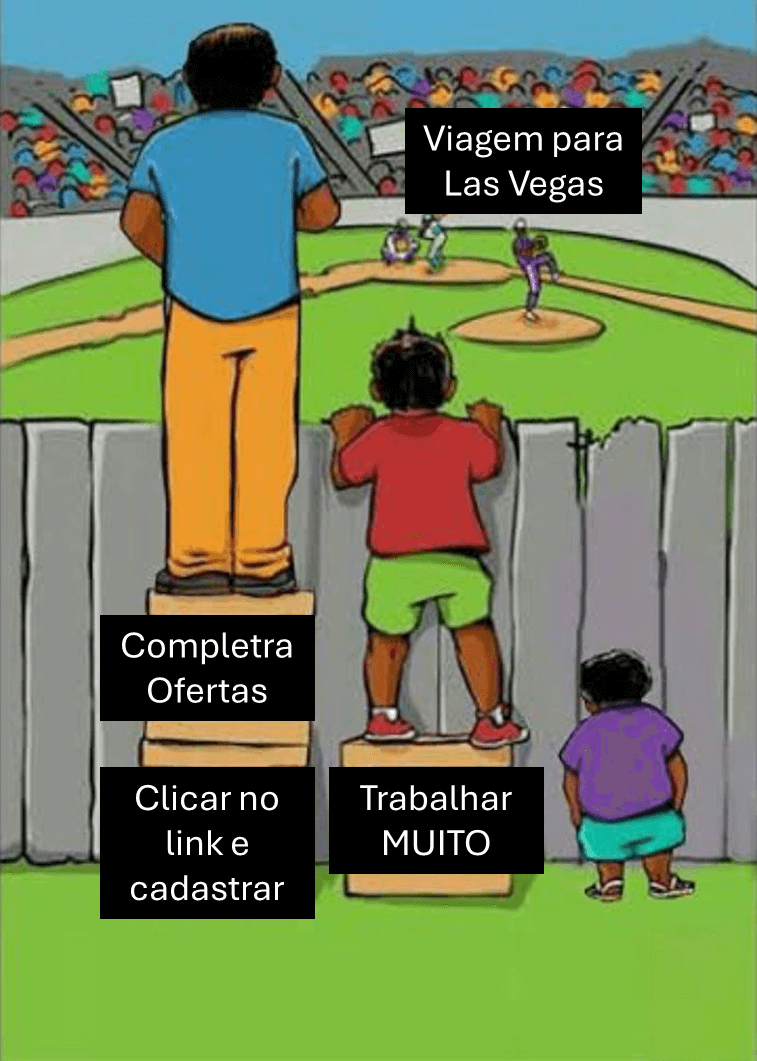 Viagem para
Las Vegas
Completra
Ofertas
Clicar no
link e
cadastrar
Trabalhar
MUITO